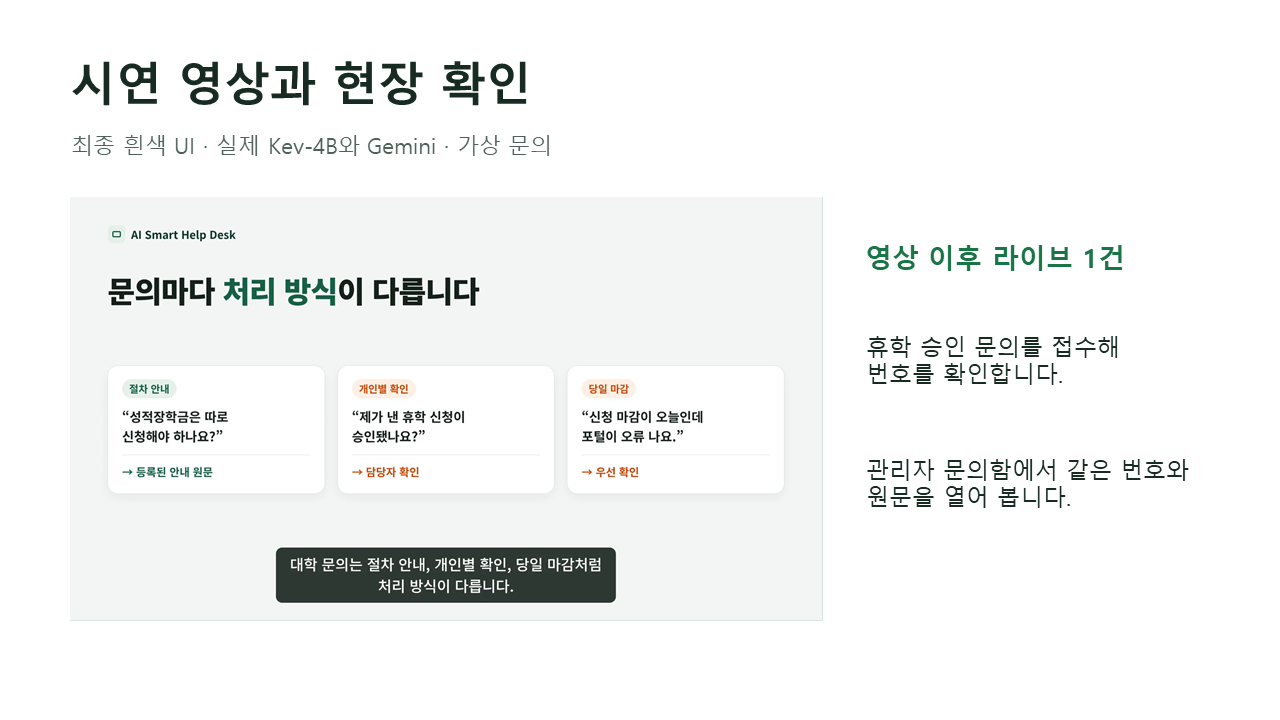 시연 영상과 현장 확인
최종 흰색 UI · 실제 Kev-4B와 Gemini · 가상 문의
AI Smart Help Desk
문의마다 처리 방식이 다릅니다
절차 안내
“성적장학금은 따로
신청해야 하나요?”
→ 등록된 안내 원문
개인별 확인
“제가 낸 휴학 신청이
승인됐나요?”
→ 담당자 확인
당일 마감
“신청 마감이 오늘인데
포털이 오류 나요.”
→ 우선 확인
대학 문의는 절차 안내, 개인별 확인, 당일 마감처럼
처리 방식이 다릅니다.
영상 이후 라이브 1건
휴학 승인 문의를 접수해
번호를 확인합니다.
관리자 문의함에서 같은 번호와
원문을 열어 봅니다.